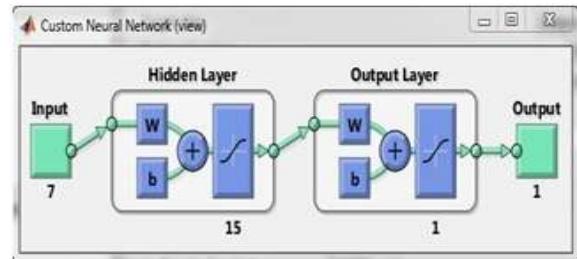 Custom Neural Network (view)
Hidden Layer
Output Layer
Input
Output
W
b
+
W
b
+
7
15
1
1